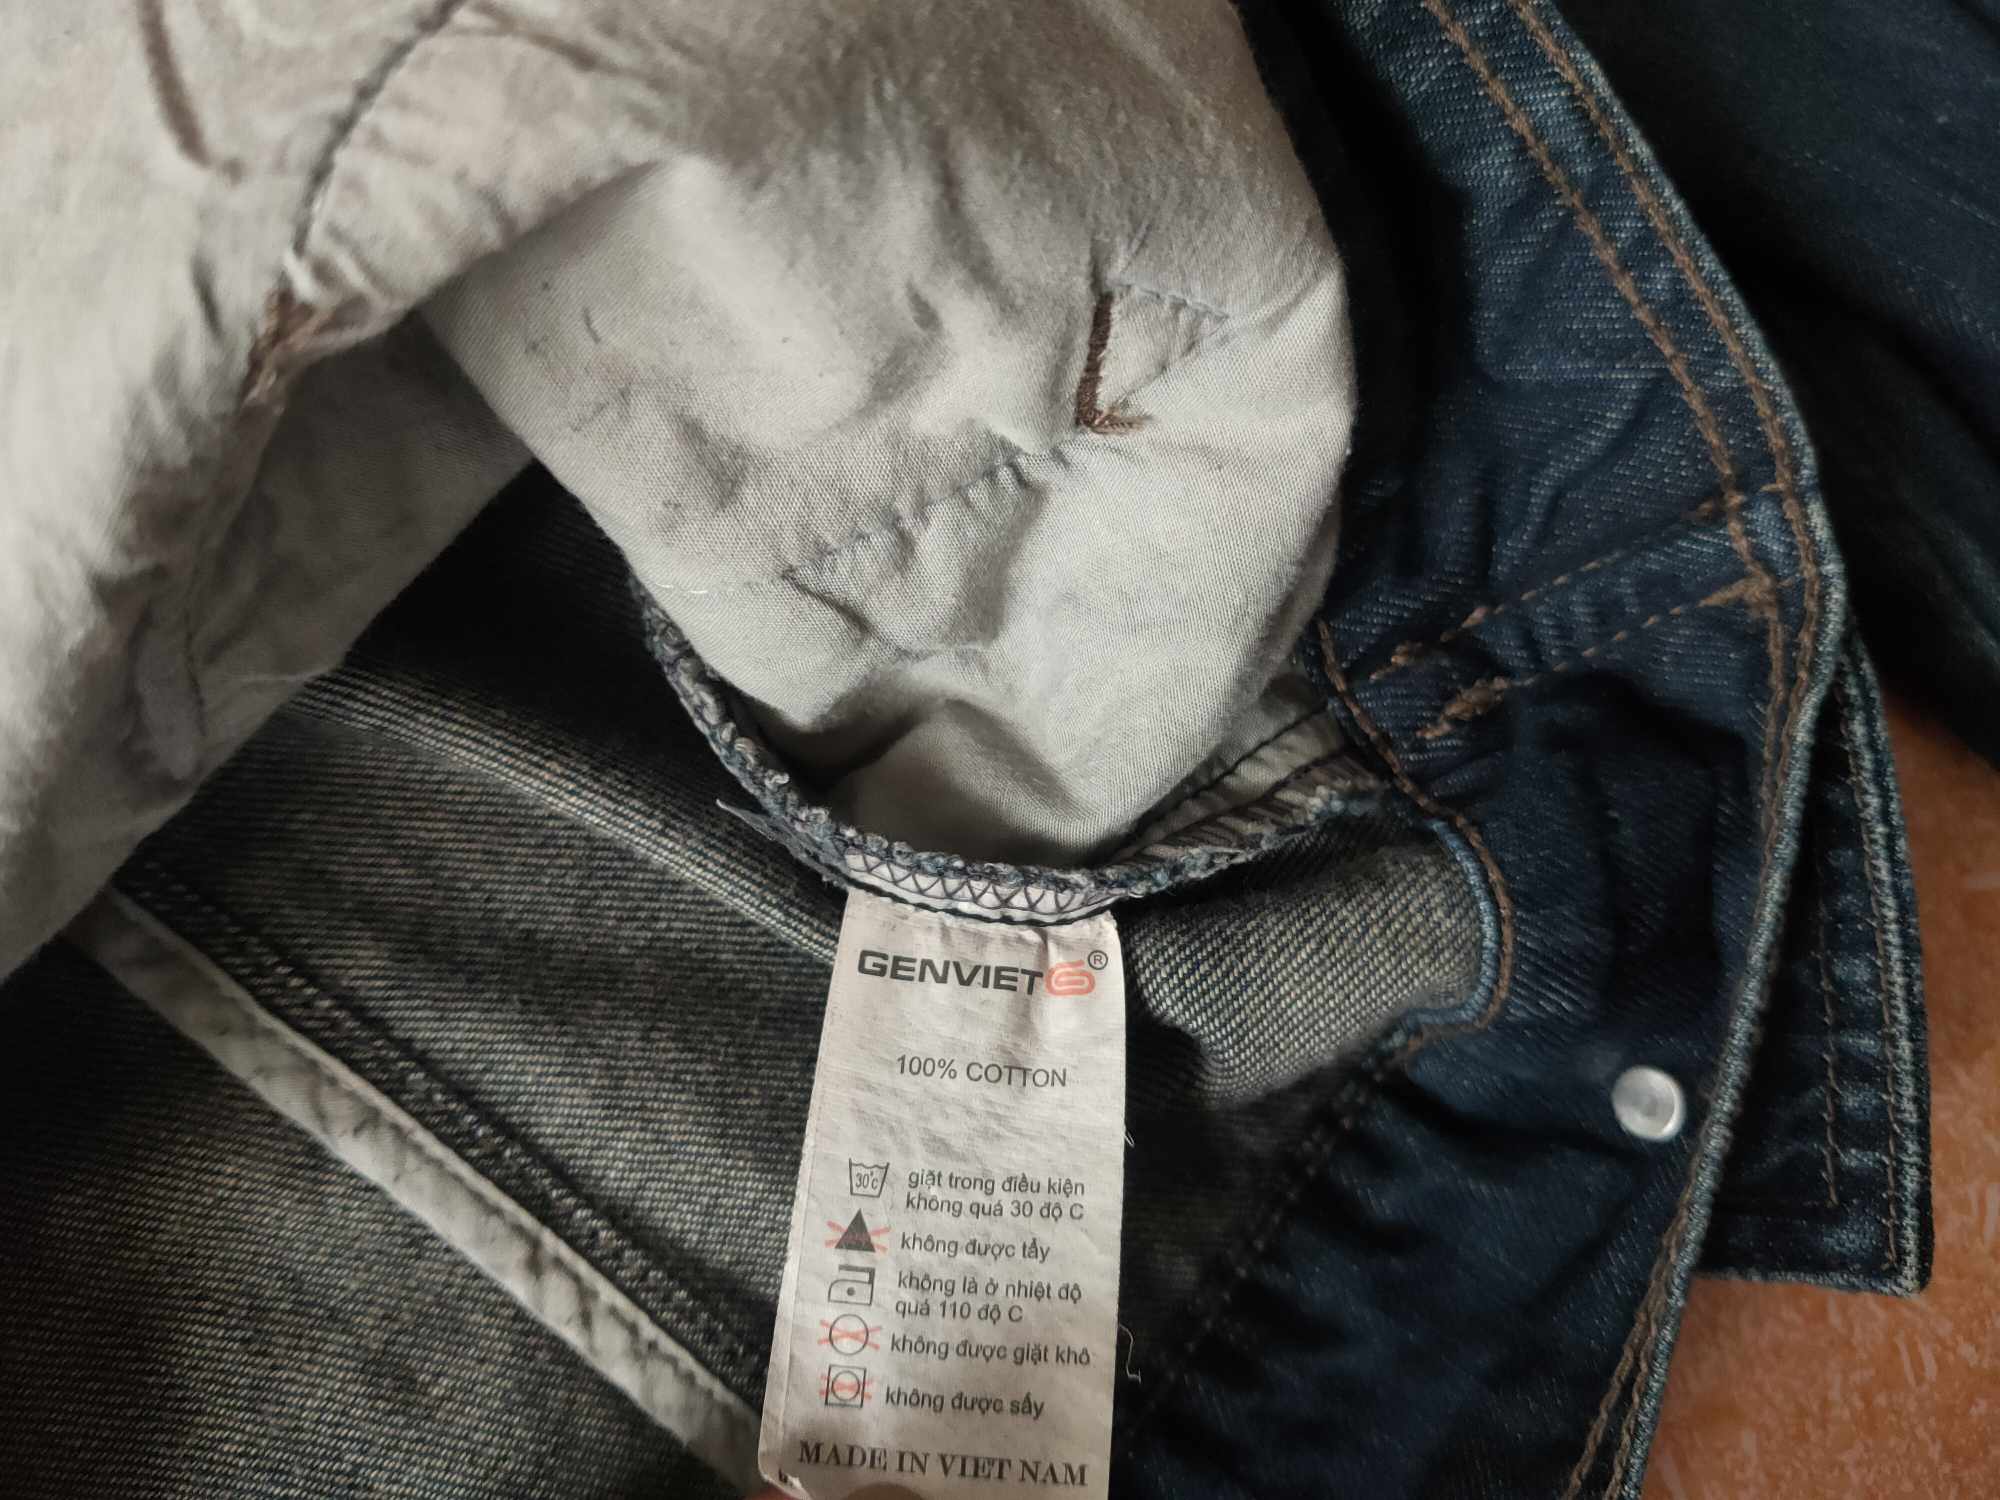 GENVIET ®
100% COTTON
30°c
giặt trong điều kiện
không quá 30 độ C
không được tẩy
không là ở nhiệt độ
quá 110 độ C
không được giặt khô
không được sấy
MADE IN VIET NAM